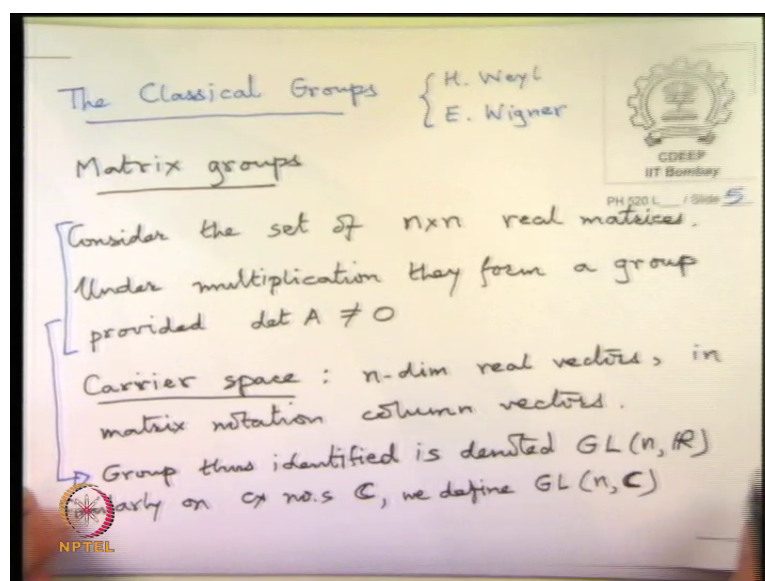 The Classical Groups { H. Weyl
E. Wigner
CDEEP
IIT Bombay
Matrix groups
PH 520 L / Slide 5
Consider the set of n×n real matrices.
Under multiplication they form a group
provided det A ≠ 0
Carrier space : n-dim real vectors, in
matrix notation column vectors.
Group thus identified is denoted GL(n, ℝ)
on cx no.s ℂ, we define GL(n, ℂ)
NPTEL